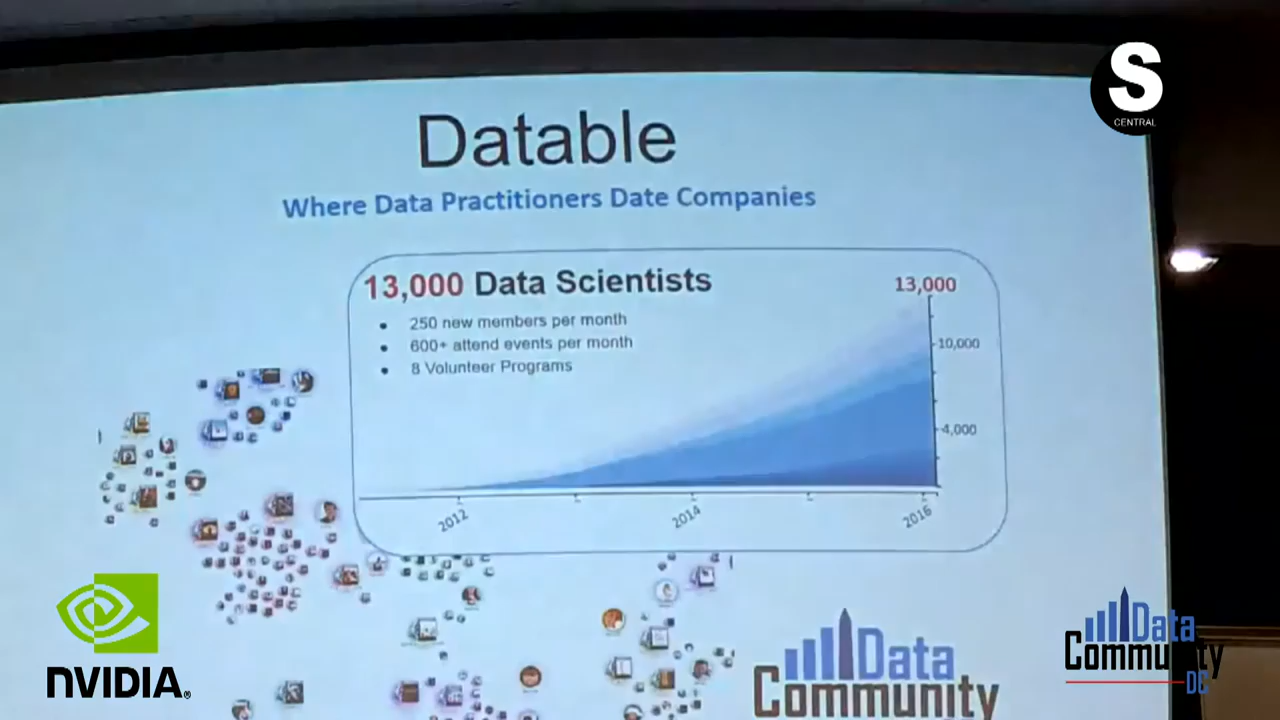 S
CENTRAL
Datable
Where Data Practitioners Date Companies
13,000 Data Scientists
13,000
• 250 new members per month
• 600+ attend events per month
• 8 Volunteer Programs
10,000
4,000
2012
2014
2016
NVIDIA®
Data
Community
Data
Community
DC